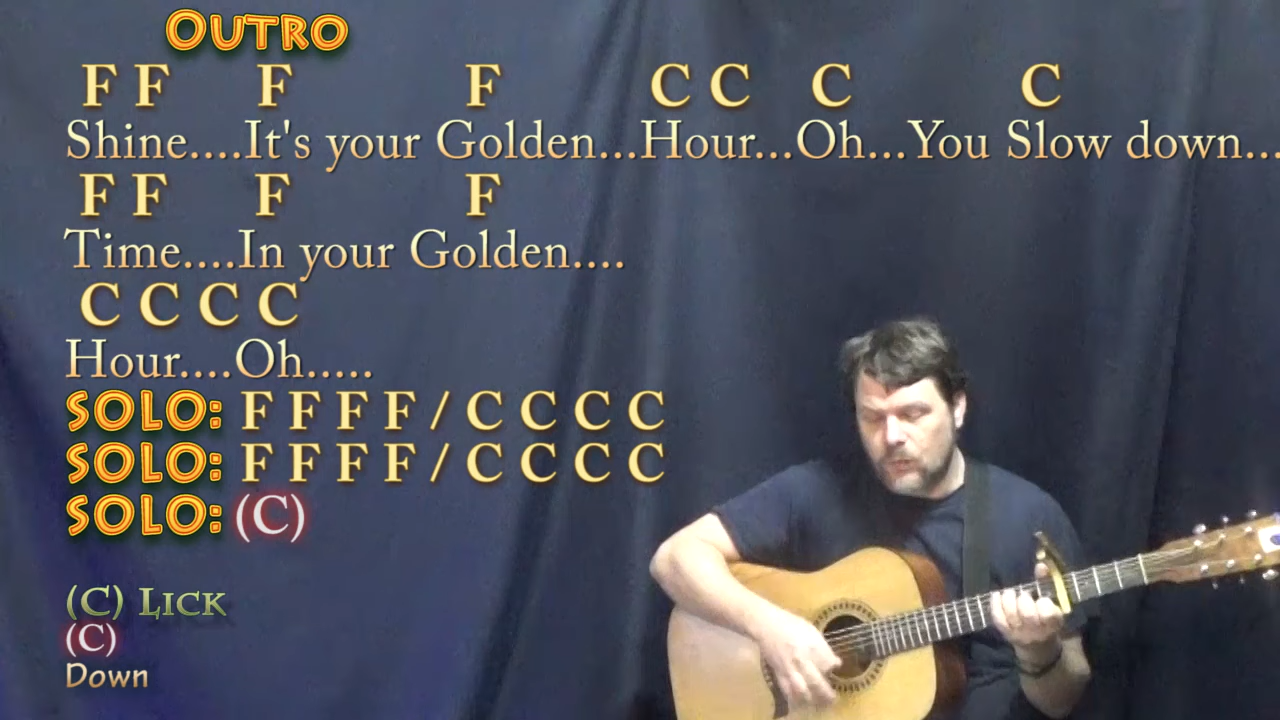 OUTRO
F F F F C C C C
Shine....It's your Golden...Hour...Oh...You Slow down...
F F F F
Time....In your Golden....
C C C C
Hour....Oh.....
SOLO: F F F F / C C C C
SOLO: F F F F / C C C C
SOLO: (C)
(C) LICK
(C)
Down